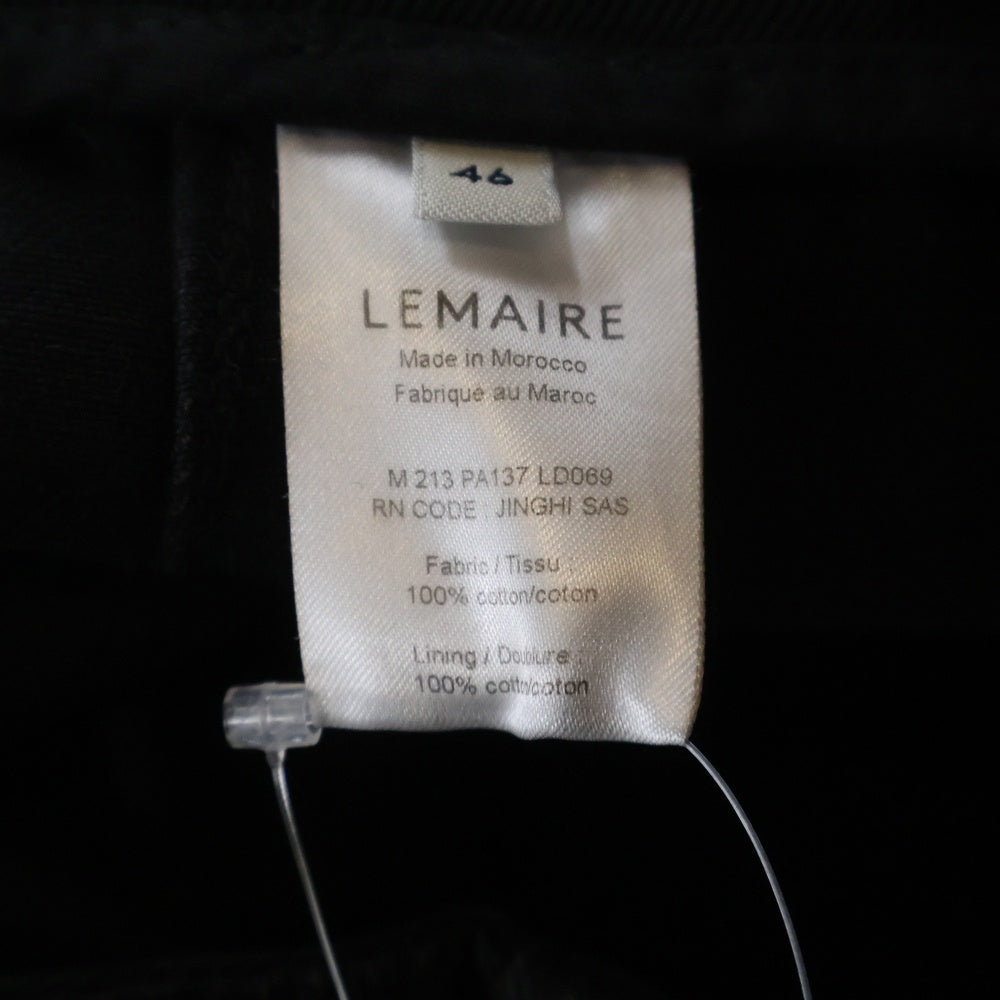 46
LEMAIRE
Made in Morocco
Fabrique au Maroc
M 213 PA137 LD069
RN CODE JINGHI SAS
Fabric / Tissu :
100% cotton/coton
Lining / Doublure :
100% cotton/coton